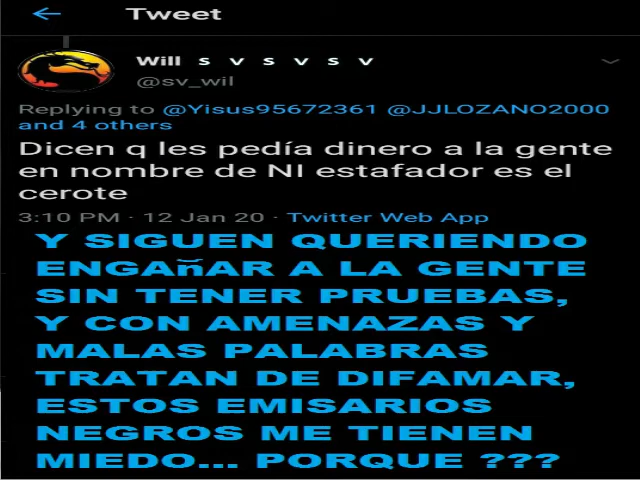 Tweet
Will S V S V S V
@sv_wil
Replying to @Yisus95672361 @JJLOZANO2000
and 4 others
Dicen q les pedía dinero a la gente
en nombre de NI estafador es el
cerote
3:10 PM · 12 Jan 20 · Twitter Web App
Y SIGUEN QUERIENDO
ENGAñAR A LA GENTE
SIN TENER PRUEBAS,
Y CON AMENAZAS Y
MALAS PALABRAS
TRATAN DE DIFAMAR,
ESTOS EMISARIOS
NEGROS ME TIENEN
MIEDO... PORQUE ???